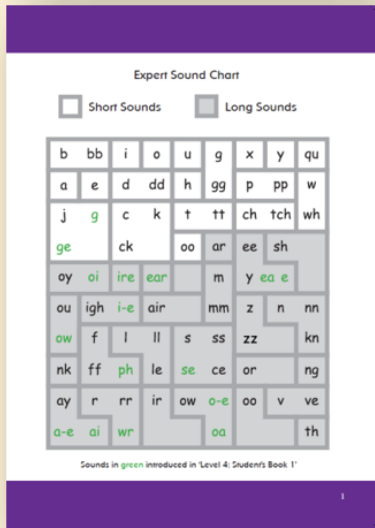 Expert Sound Chart
Short Sounds Long Sounds
b bb i o u g x y qu
a e d dd h gg p pp w
j g c k t tt ch tch wh
ge ck oo ar ee sh
oy oi ire ear m y ea e
ou igh i-e air mm z n nn
ow f l ll s ss zz kn
nk ff ph le se ce or ng
ay r rr ir ow o-e oo v ve
a-e ai wr oa th
Sounds in green introduced in 'Level 4: Student's Book 1'
1